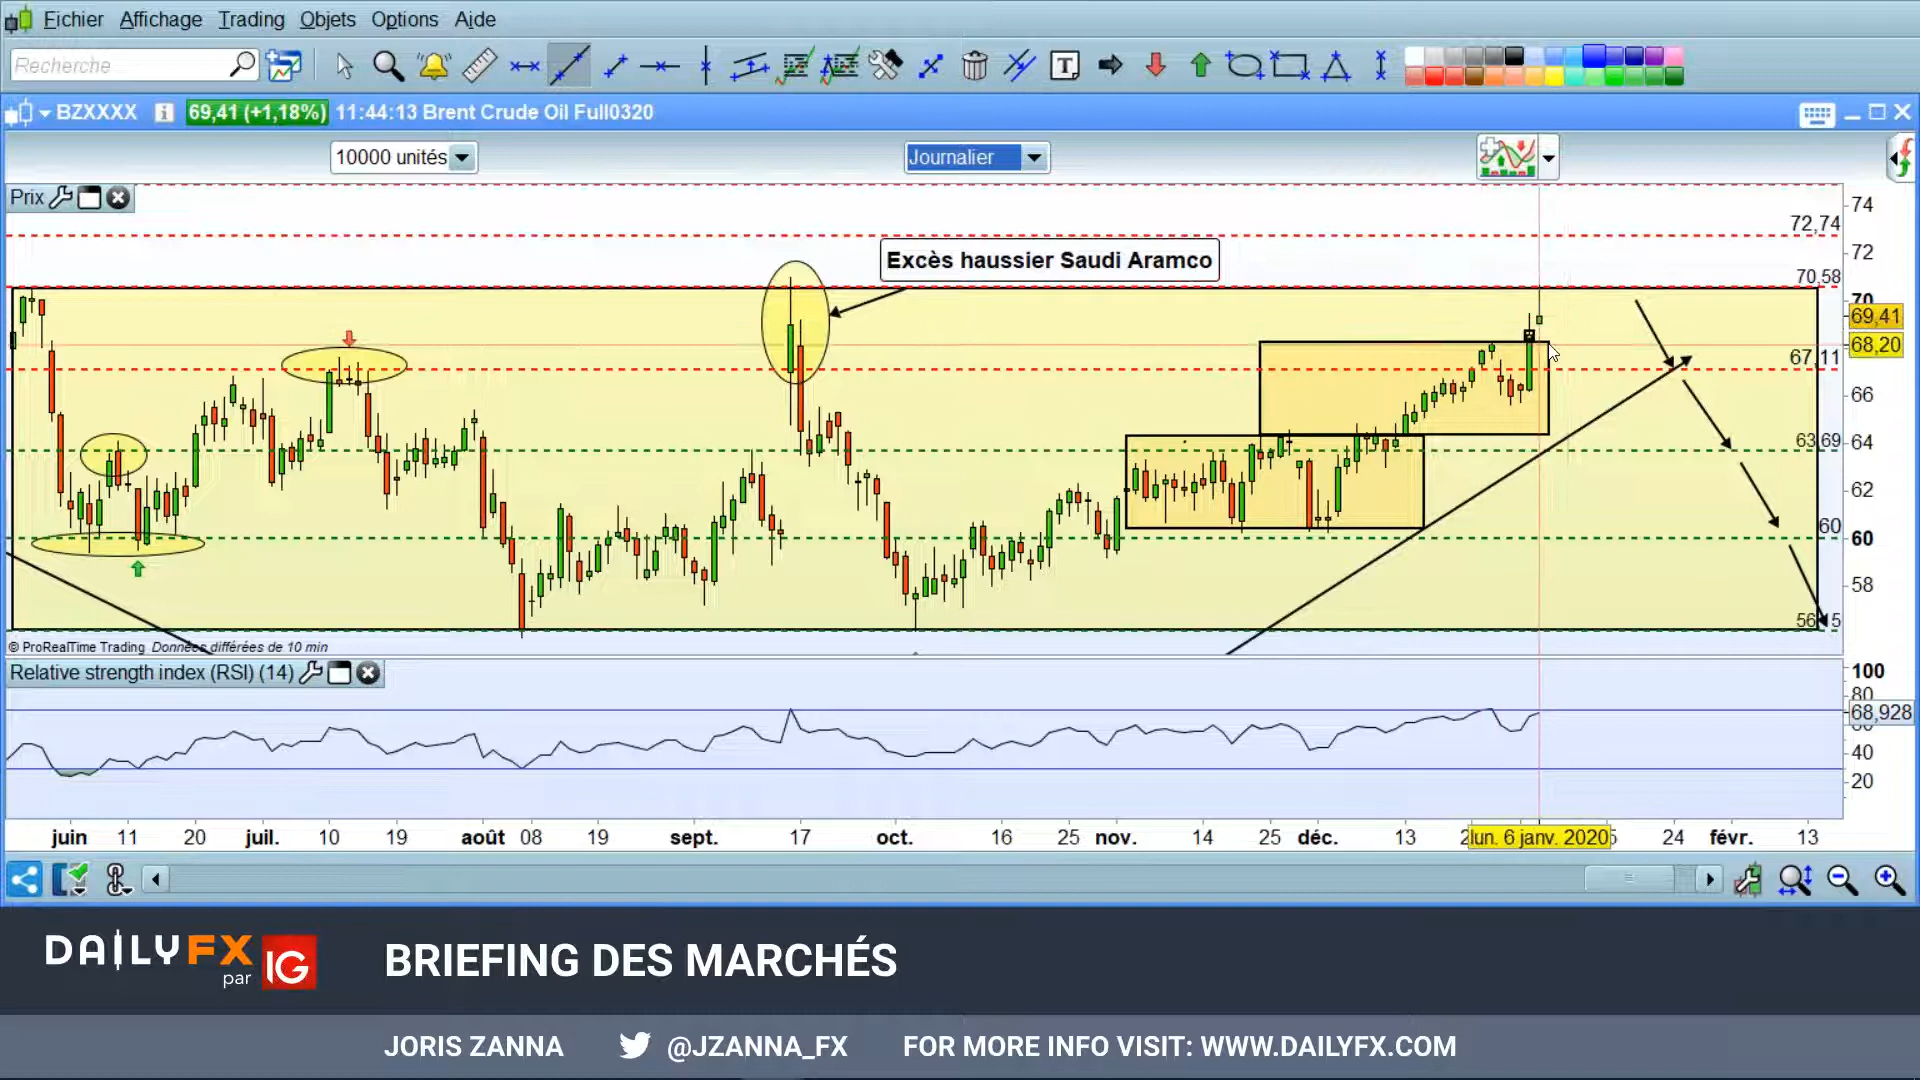 Fichier Affichage Trading Objets Options Aide
Recherche
T
BZXXXX i 69,41 (+1,18%) 11:44:13 Brent Crude Oil Full0320
10000 unités Journalier
Prix
74
72,74
Excès haussier Saudi Aramco
72
70,58
70
69,41
68,20
67,11
66
63,69
64
62
60
60
58
© ProRealTime Trading Données différées de 10 min
Relative strength index (RSI) (14)
100
80
68,928
40
20
juin 11 20 juil. 10 19 août 08 19 sept. 17 oct. 16 25 nov. 14 25 déc. 13 lun. 6 janv. 2020 24 févr. 13
DAILYFX
par IG
BRIEFING DES MARCHÉS
JORIS ZANNA @JZANNA_FX FOR MORE INFO VISIT: WWW.DAILYFX.COM